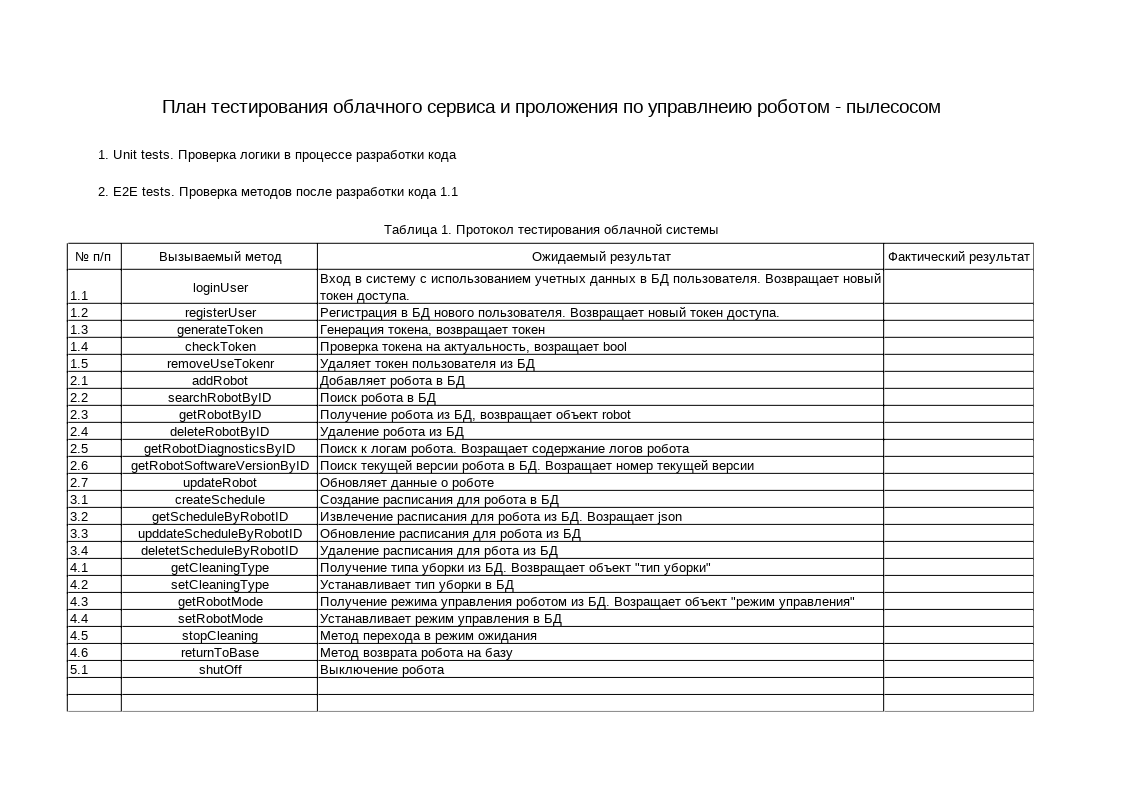 План тестирования облачного сервиса и проложения по управлнеию роботом - пылесосом
1. Unit tests. Проверка логики в процессе разработки кода
2. E2E tests. Проверка методов после разработки кода 1.1
Таблица 1. Протокол тестирования облачной системы
№ п/п Вызываемый метод Ожидаемый результат Фактический результат
1.1 loginUser Вход в систему с использованием учетных данных в БД пользователя. Возвращает новый
токен доступа.
1.2 registerUser Регистрация в БД нового пользователя. Возвращает новый токен доступа.
1.3 generateToken Генерация токена, возвращает токен
1.4 checkToken Проверка токена на актуальность, возращает bool
1.5 removeUseTokenr Удаляет токен пользователя из БД
2.1 addRobot Добавляет робота в БД
2.2 searchRobotByID Поиск робота в БД
2.3 getRobotByID Получение робота из БД, возвращает объект robot
2.4 deleteRobotByID Удаление робота из БД
2.5 getRobotDiagnosticsByID Поиск к логам робота. Возращает содержание логов робота
2.6 getRobotSoftwareVersionByID Поиск текущей версии робота в БД. Возращает номер текущей версии
2.7 updateRobot Обновляет данные о роботе
3.1 createSchedule Создание расписания для робота в БД
3.2 getScheduleByRobotID Извлечение расписания для робота из БД. Возращает json
3.3 upddateScheduleByRobotID Обновление расписания для робота из БД
3.4 deletetScheduleByRobotID Удаление расписания для рбота из БД
4.1 getCleaningType Получение типа уборки из БД. Возвращает объект "тип уборки"
4.2 setCleaningType Устанавливает тип уборки в БД
4.3 getRobotMode Получение режима управления роботом из БД. Возращает объект "режим управления"
4.4 setRobotMode Устанавливает режим управления в БД
4.5 stopCleaning Метод перехода в режим ожидания
4.6 returnToBase Метод возврата робота на базу
5.1 shutOff Выключение робота